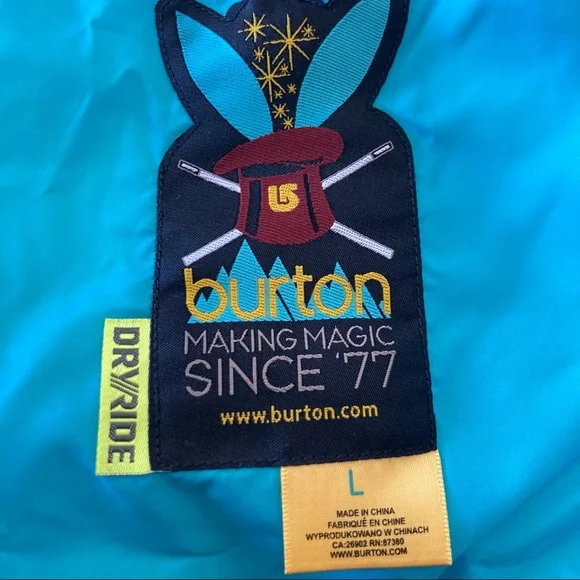 burton
MAKING MAGIC
SINCE '77
www.burton.com
DRY//RIDE
L
MADE IN CHINA
FABRIQUÉ EN CHINE
WYPRODUKOWANO W CHINACH
CA:26902 RN:87380
WWW.BURTON.COM